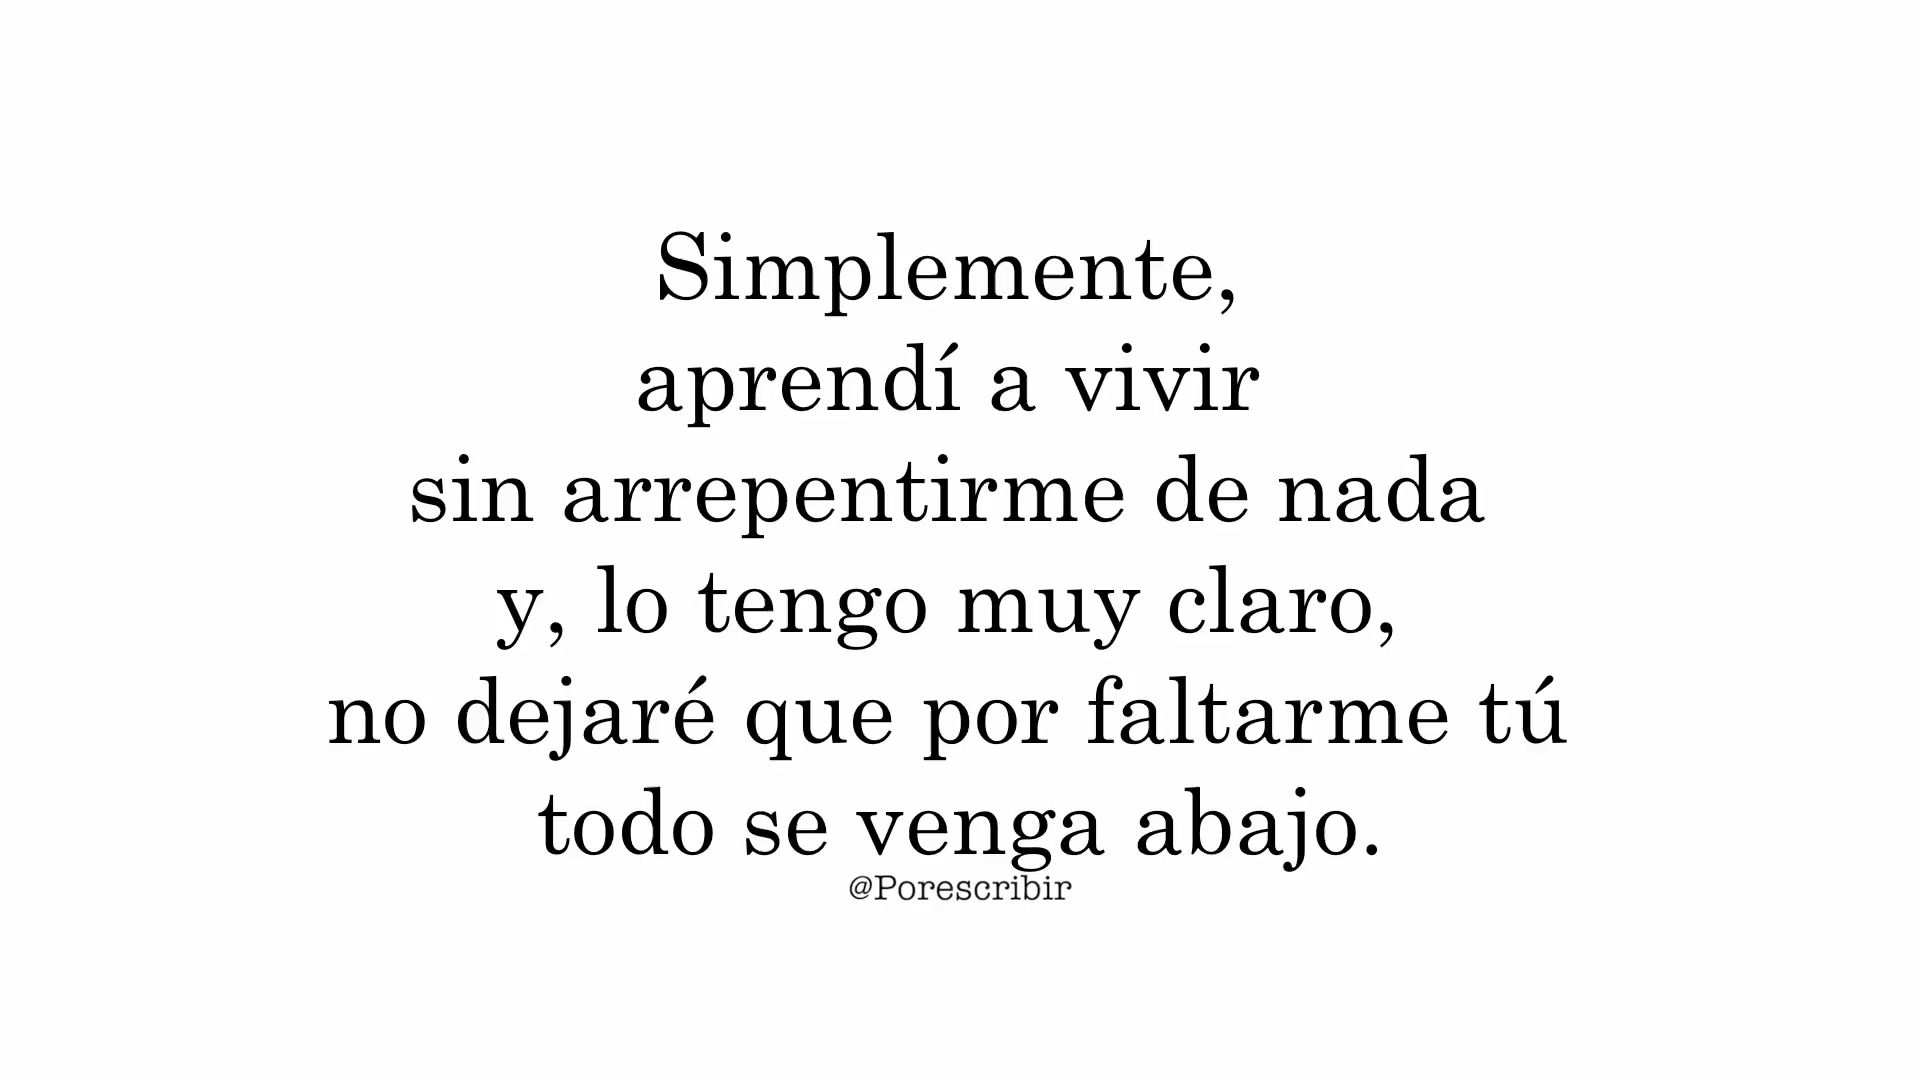 Simplemente,
aprendí a vivir
sin arrepentirme de nada
y, lo tengo muy claro,
no dejaré que por faltarme tú
todo se venga abajo.
@Porescribir